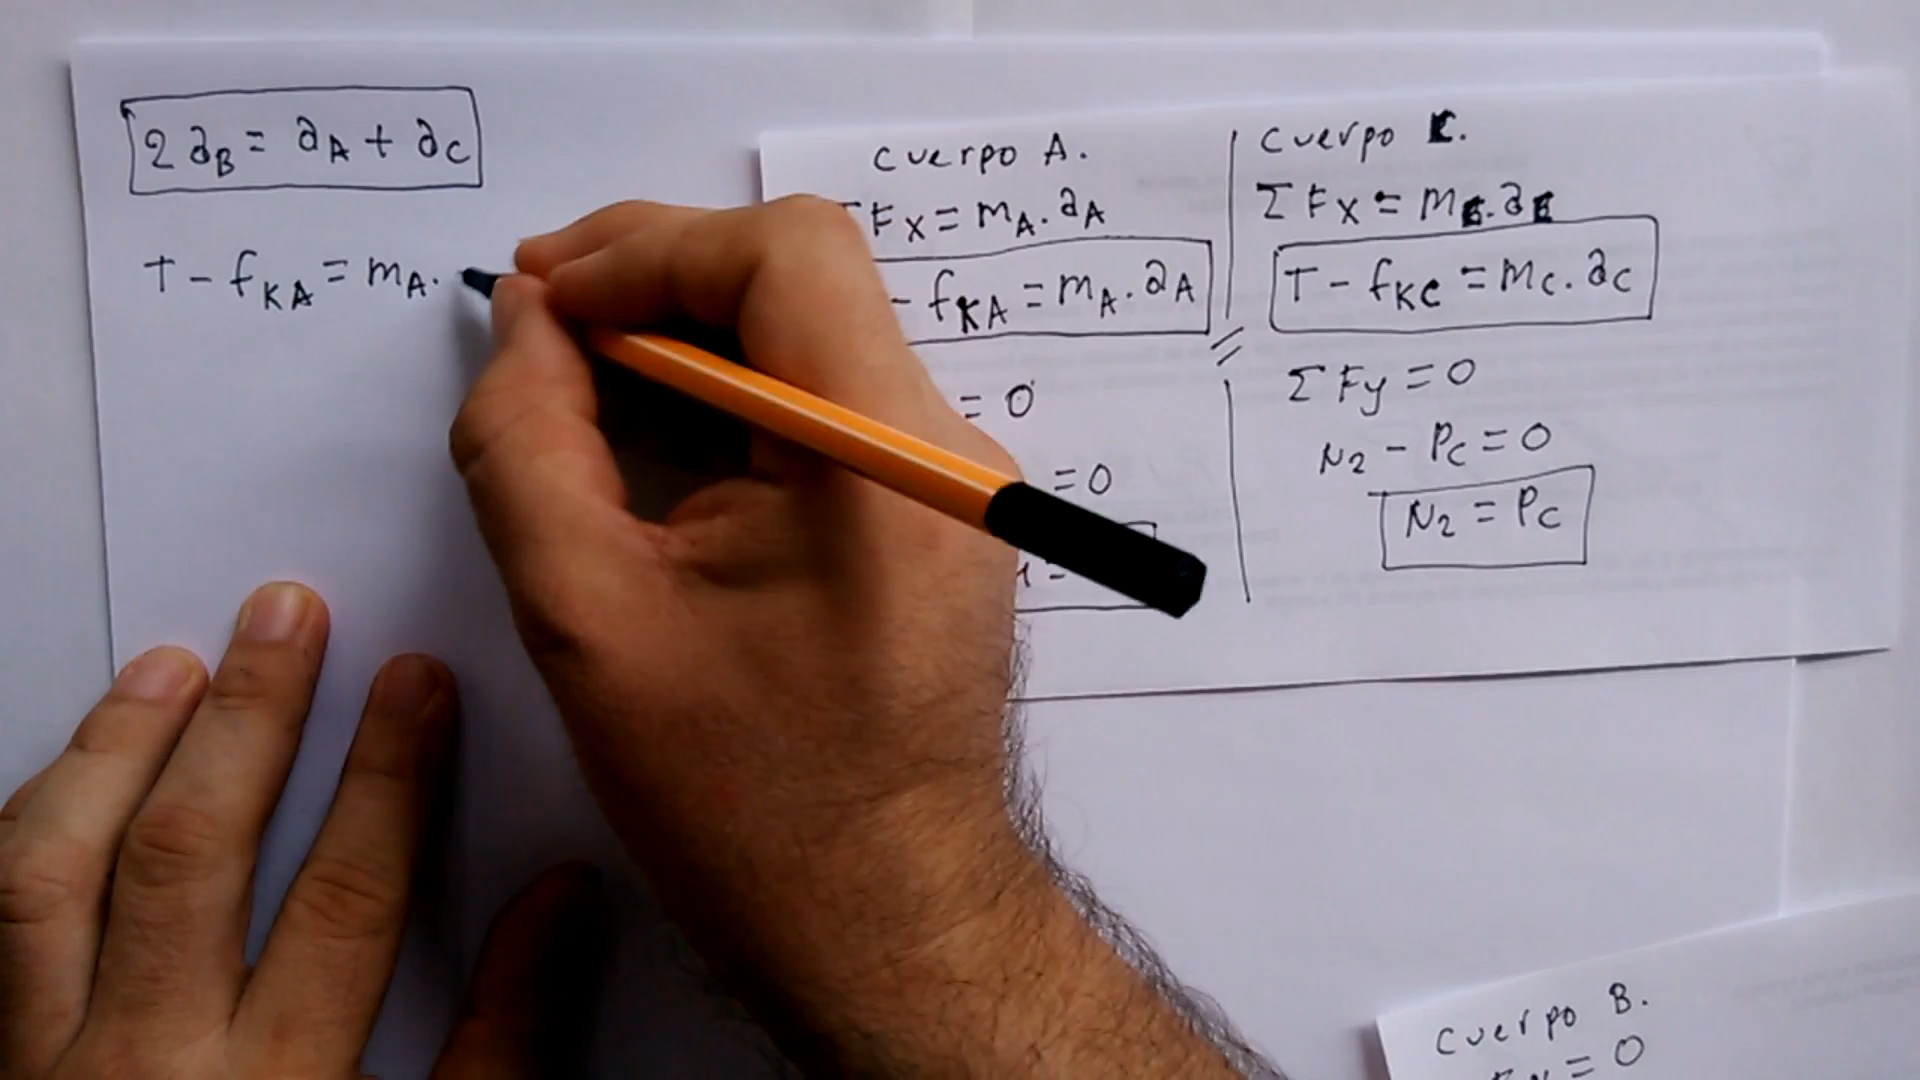 2 aB = aA + aC
T - fKA = mA.
cuerpo A.
ΣFx = mA. aA
- fKA = mA. aA
= 0
= 0
cuerpo C.
ΣFx = mC. aC
T - fKC = mC. aC
ΣFy = 0
N2 - PC = 0
N2 = PC
cuerpo B.
= 0